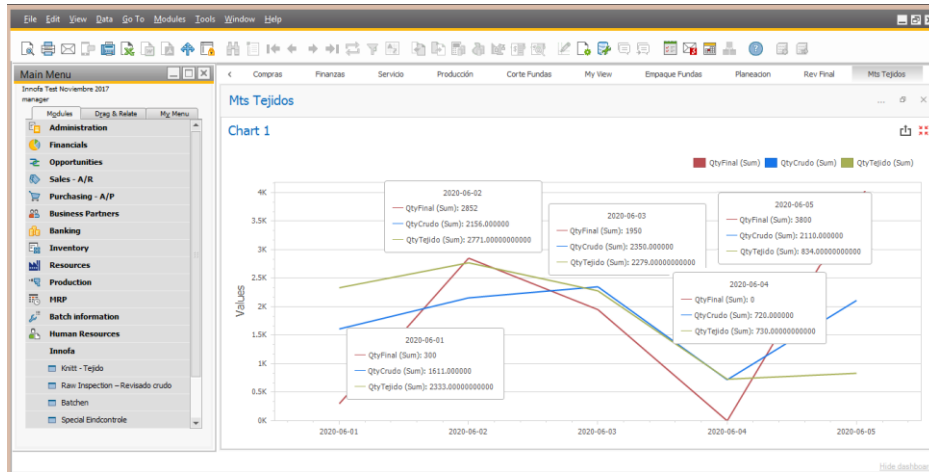 File Edit View Data Go To Modules Tools Window Help
Main Menu
Innofa Test Noviembre 2017
manager
Modules Drag & Relate My Menu
Administration
Financials
Opportunities
Sales - A/R
Purchasing - A/P
Business Partners
Banking
Inventory
Resources
Production
MRP
Batch information
Human Resources
Innofa
Knitt - Tejido
Raw Inspection – Revisado crudo
Batchen
Special Eindcontrole
Compras Finanzas Servicio Producción Corte Fundas My View Empaque Fundas Planeacion Rev Final Mts Tejidos
Mts Tejidos
Chart 1
QtyFinal (Sum) QtyCrudo (Sum) QtyTejido (Sum)
Values
4K
3.5K
3K
2.5K
2K
1.5K
1K
0.5K
0K
2020-06-02
QtyFinal (Sum): 2852
QtyCrudo (Sum): 2156.000000
QtyTejido (Sum): 2771.00000000000
2020-06-03
QtyFinal (Sum): 1950
QtyCrudo (Sum): 2350.000000
QtyTejido (Sum): 2279.00000000000
2020-06-05
QtyFinal (Sum): 3800
QtyCrudo (Sum): 2110.000000
QtyTejido (Sum): 834.00000000000
2020-06-04
QtyFinal (Sum): 0
QtyCrudo (Sum): 720.000000
QtyTejido (Sum): 730.00000000000
2020-06-01
QtyFinal (Sum): 300
QtyCrudo (Sum): 1611.000000
QtyTejido (Sum): 2333.00000000000
2020-06-01 2020-06-02 2020-06-03 2020-06-04 2020-06-05
Hide dashboar